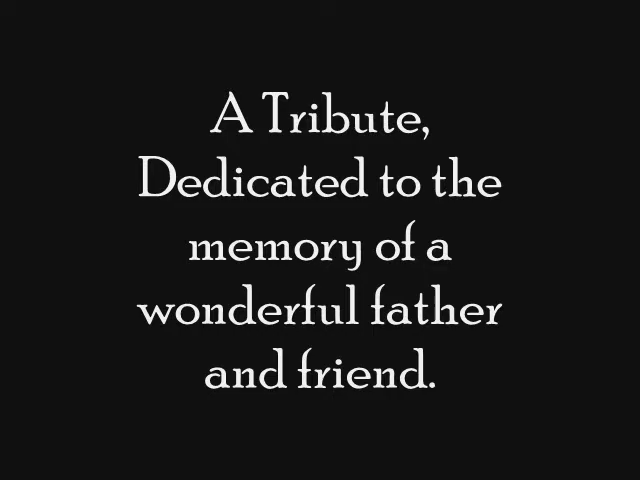 A Tribute,
Dedicated to the
memory of a
wonderful father
and friend.